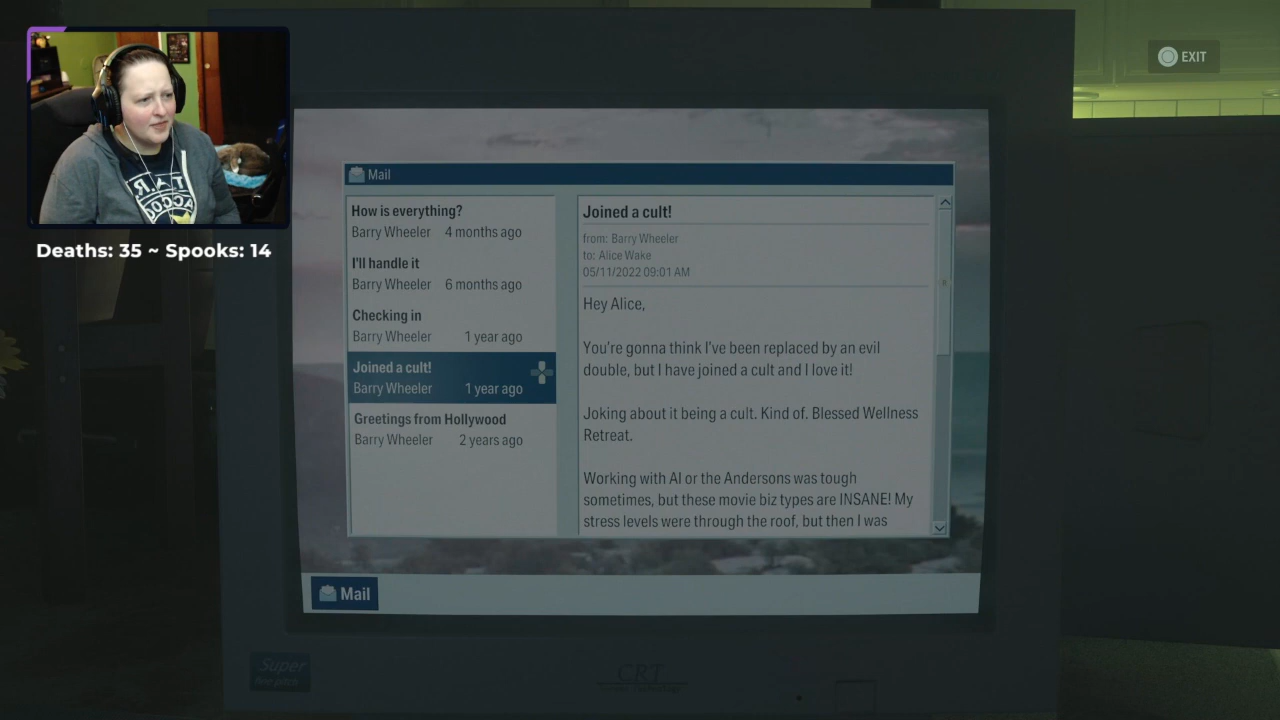 EXIT
Deaths: 35 ~ Spooks: 14
Mail
How is everything?
Barry Wheeler 4 months ago
I'll handle it
Barry Wheeler 6 months ago
Checking in
Barry Wheeler 1 year ago
Joined a cult!
Barry Wheeler 1 year ago
Greetings from Hollywood
Barry Wheeler 2 years ago
Joined a cult!
from: Barry Wheeler
to: Alice Wake
05/11/2022 09:01 AM
Hey Alice,
You're gonna think I've been replaced by an evil
double, but I have joined a cult and I love it!
Joking about it being a cult. Kind of. Blessed Wellness
Retreat.
Working with Al or the Andersons was tough
sometimes, but these movie biz types are INSANE! My
stress levels were through the roof, but then I was
Mail
Super
fine pitch
CRT
Technology